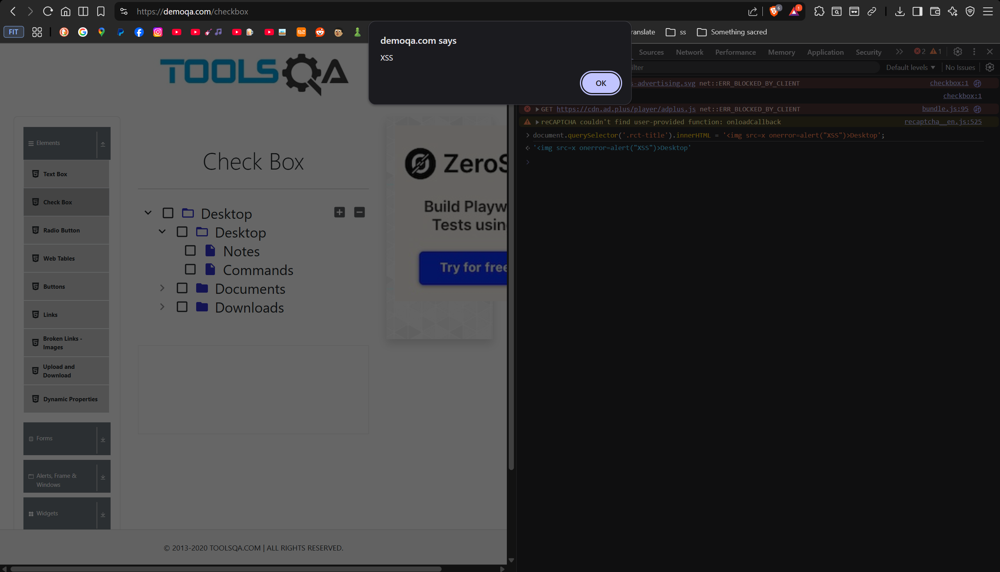 https://demoqa.com/checkbox
6
1
FIT
TEMU
ranslate
ss
Something sacred
demoqa.com says
XSS
OK
Sources Network Performance Memory Application Security 2 1
ilter Default levels No Issues
s-advertising.svg net::ERR_BLOCKED_BY_CLIENT checkbox:1
checkbox:1
GET https://cdn.ad.plus/player/adplus.js net::ERR_BLOCKED_BY_CLIENT bundle.js:95
reCAPTCHA couldn't find user-provided function: onloadCallback recaptcha__en.js:525
document.querySelector('.rct-title').innerHTML = '<img src=x onerror=alert("XSS")>Desktop';
'<img src=x onerror=alert("XSS")>Desktop'
TOOLSQA
Elements
Text Box
Check Box
Radio Button
Web Tables
Buttons
Links
Broken Links -
Images
Upload and
Download
Dynamic Properties
Forms
Alerts, Frame &
Windows
Widgets
Check Box
Desktop
Desktop
Notes
Commands
Documents
Downloads
ZeroS
Build Playw
Tests usin
Try for free
© 2013-2020 TOOLSQA.COM | ALL RIGHTS RESERVED.